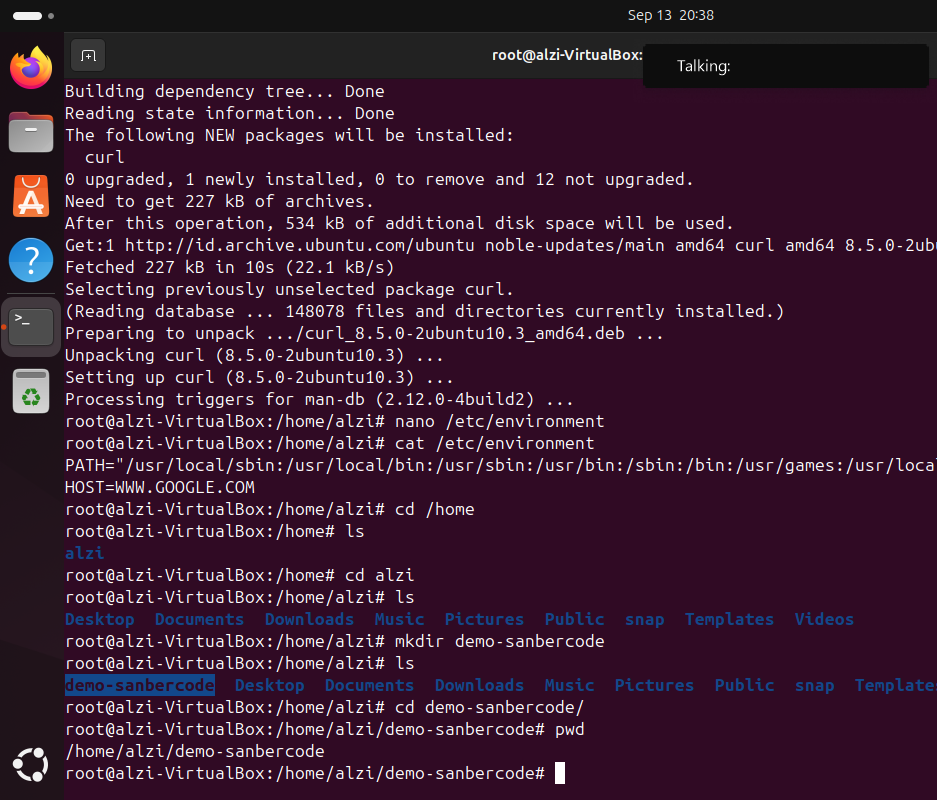 Sep 13 20:38
root@alzi-VirtualBox:
Talking:
Building dependency tree... Done
Reading state information... Done
The following NEW packages will be installed:
  curl
0 upgraded, 1 newly installed, 0 to remove and 12 not upgraded.
Need to get 227 kB of archives.
After this operation, 534 kB of additional disk space will be used.
Get:1 http://id.archive.ubuntu.com/ubuntu noble-updates/main amd64 curl amd64 8.5.0-2ub
Fetched 227 kB in 10s (22.1 kB/s)
Selecting previously unselected package curl.
(Reading database ... 148078 files and directories currently installed.)
Preparing to unpack .../curl_8.5.0-2ubuntu10.3_amd64.deb ...
Unpacking curl (8.5.0-2ubuntu10.3) ...
Setting up curl (8.5.0-2ubuntu10.3) ...
Processing triggers for man-db (2.12.0-4build2) ...
root@alzi-VirtualBox:/home/alzi# nano /etc/environment
root@alzi-VirtualBox:/home/alzi# cat /etc/environment
PATH="/usr/local/sbin:/usr/local/bin:/usr/sbin:/usr/bin:/sbin:/bin:/usr/games:/usr/loca
HOST=WWW.GOOGLE.COM
root@alzi-VirtualBox:/home/alzi# cd /home
root@alzi-VirtualBox:/home# ls
alzi
root@alzi-VirtualBox:/home# cd alzi
root@alzi-VirtualBox:/home/alzi# ls
Desktop  Documents  Downloads  Music  Pictures  Public  snap  Templates  Videos
root@alzi-VirtualBox:/home/alzi# mkdir demo-sanbercode
root@alzi-VirtualBox:/home/alzi# ls
demo-sanbercode  Desktop  Documents  Downloads  Music  Pictures  Public  snap  Templates
root@alzi-VirtualBox:/home/alzi# cd demo-sanbercode/
root@alzi-VirtualBox:/home/alzi/demo-sanbercode# pwd
/home/alzi/demo-sanbercode
root@alzi-VirtualBox:/home/alzi/demo-sanbercode#